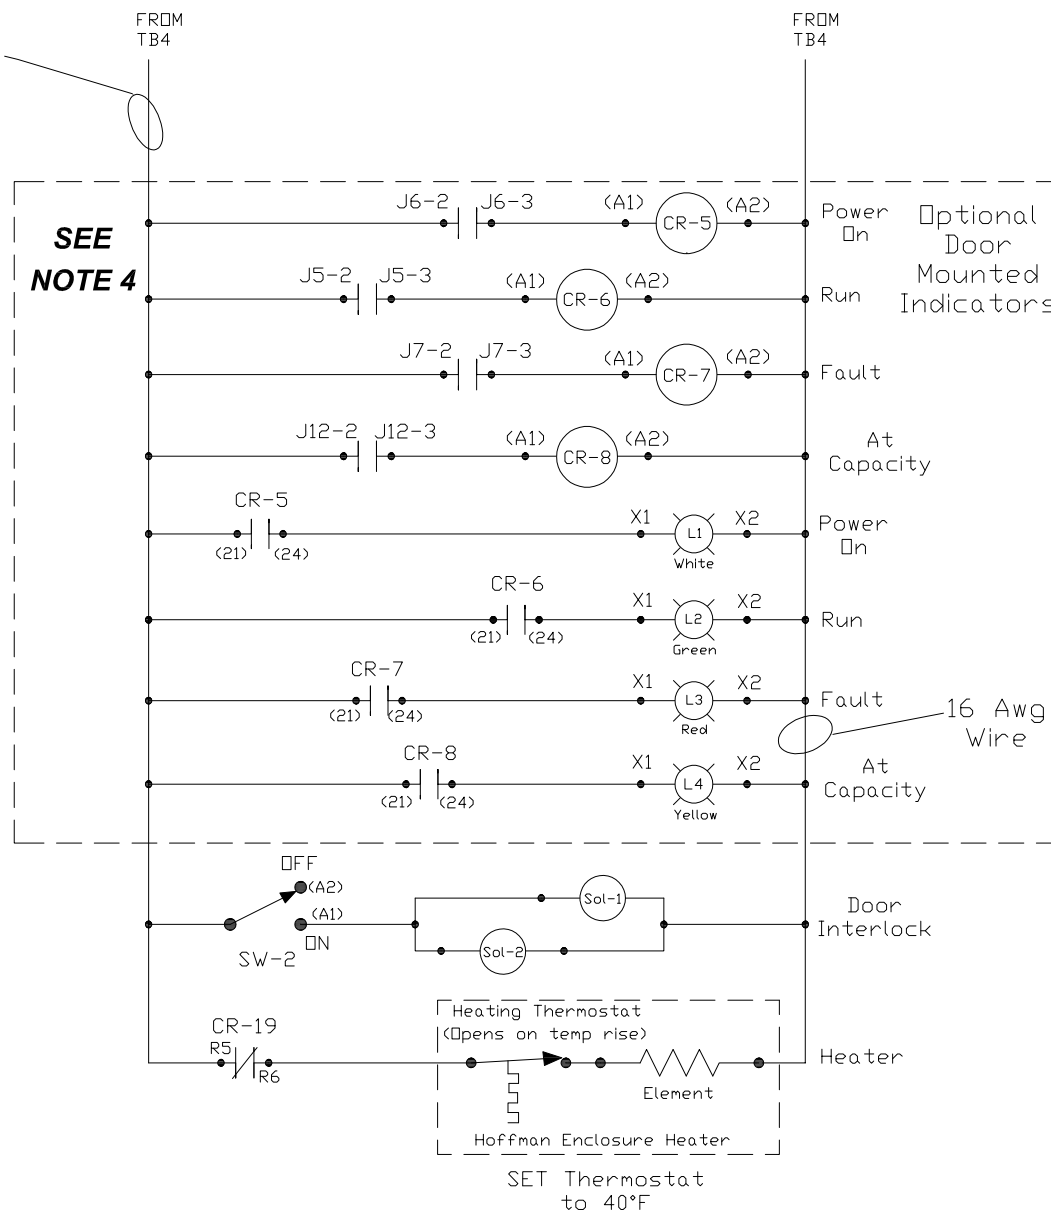 FROM
TB4
FROM
TB4
SEE
NOTE 4
J6-2 J6-3 (A1) CR-5 (A2)
Power
On
Optional
Door
Mounted
Indicators
J5-2 J5-3 (A1) CR-6 (A2) Run
J7-2 J7-3 (A1) CR-7 (A2) Fault
J12-2 J12-3 (A1) CR-8 (A2)
At
Capacity
CR-5
(21) (24)
X1 L1 X2
White
Power
On
CR-6
(21) (24)
X1 L2 X2
Green
Run
CR-7
(21) (24)
X1 L3 X2
Red
Fault
16 Awg
Wire
CR-8
(21) (24)
X1 L4 X2
Yellow
At
Capacity
OFF
(A2)
(A1)
ON
SW-2
Sol-1
Sol-2
Door
Interlock
CR-19
R5
R6
Heating Thermostat
(Opens on temp rise)
Element
Hoffman Enclosure Heater
Heater
SET Thermostat
to 40°F